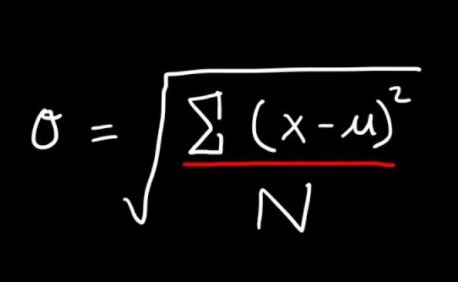 σ = √(Σ (x - μ)² / N)